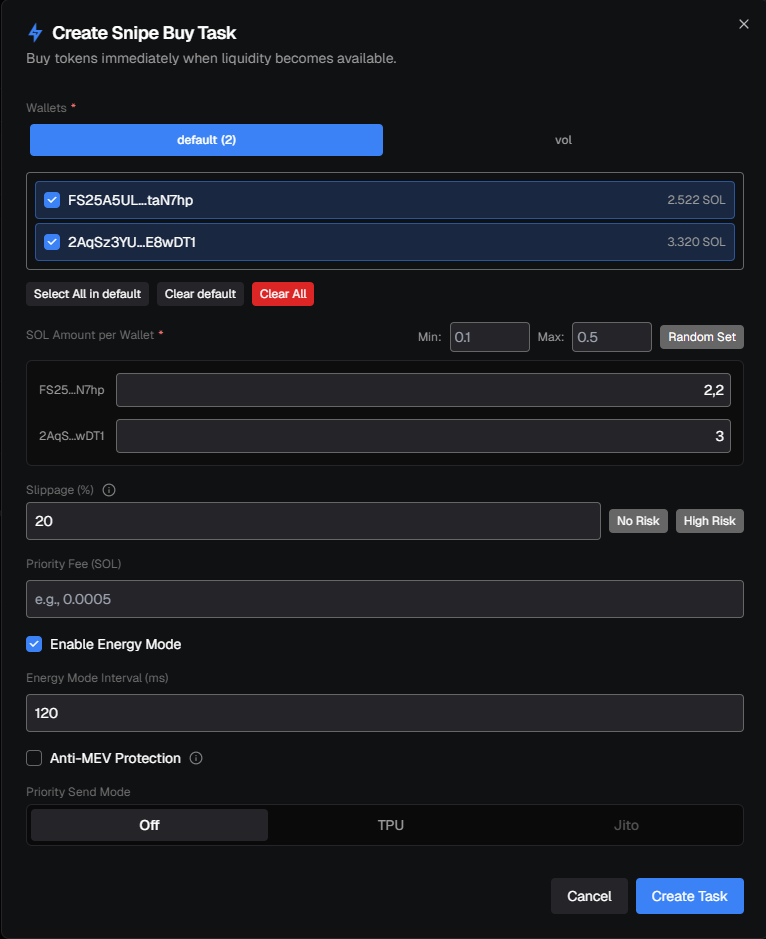 Create Snipe Buy Task
Buy tokens immediately when liquidity becomes available.
Wallets *
default (2) vol
FS25A5UL...taN7hp 2.522 SOL
2AqSz3YU...E8wDT1 3.320 SOL
Select All in default Clear default Clear All
SOL Amount per Wallet * Min: 0.1 Max: 0.5 Random Set
FS25...N7hp 2,2
2AqS...wDT1 3
Slippage (%)
20 No Risk High Risk
Priority Fee (SOL)
e.g., 0.0005
Enable Energy Mode
Energy Mode Interval (ms)
120
Anti-MEV Protection
Priority Send Mode
Off TPU Jito
Cancel Create Task